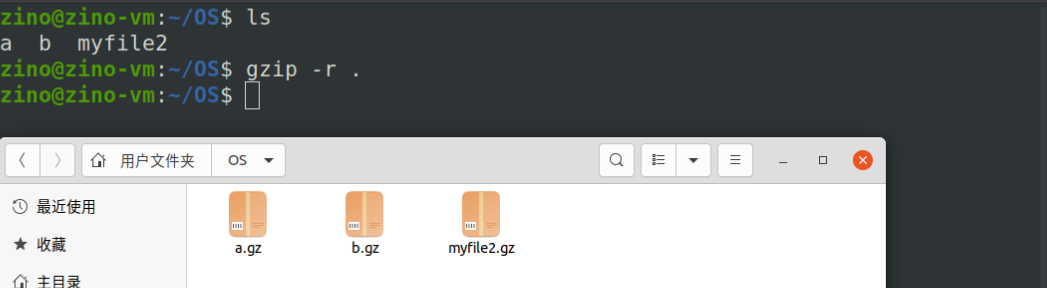 zino@zino-vm:~/OS$ ls
a  b  myfile2
zino@zino-vm:~/OS$ gzip -r .
zino@zino-vm:~/OS$
用户文件夹 OS
最近使用
收藏
主目录
a.gz b.gz myfile2.gz